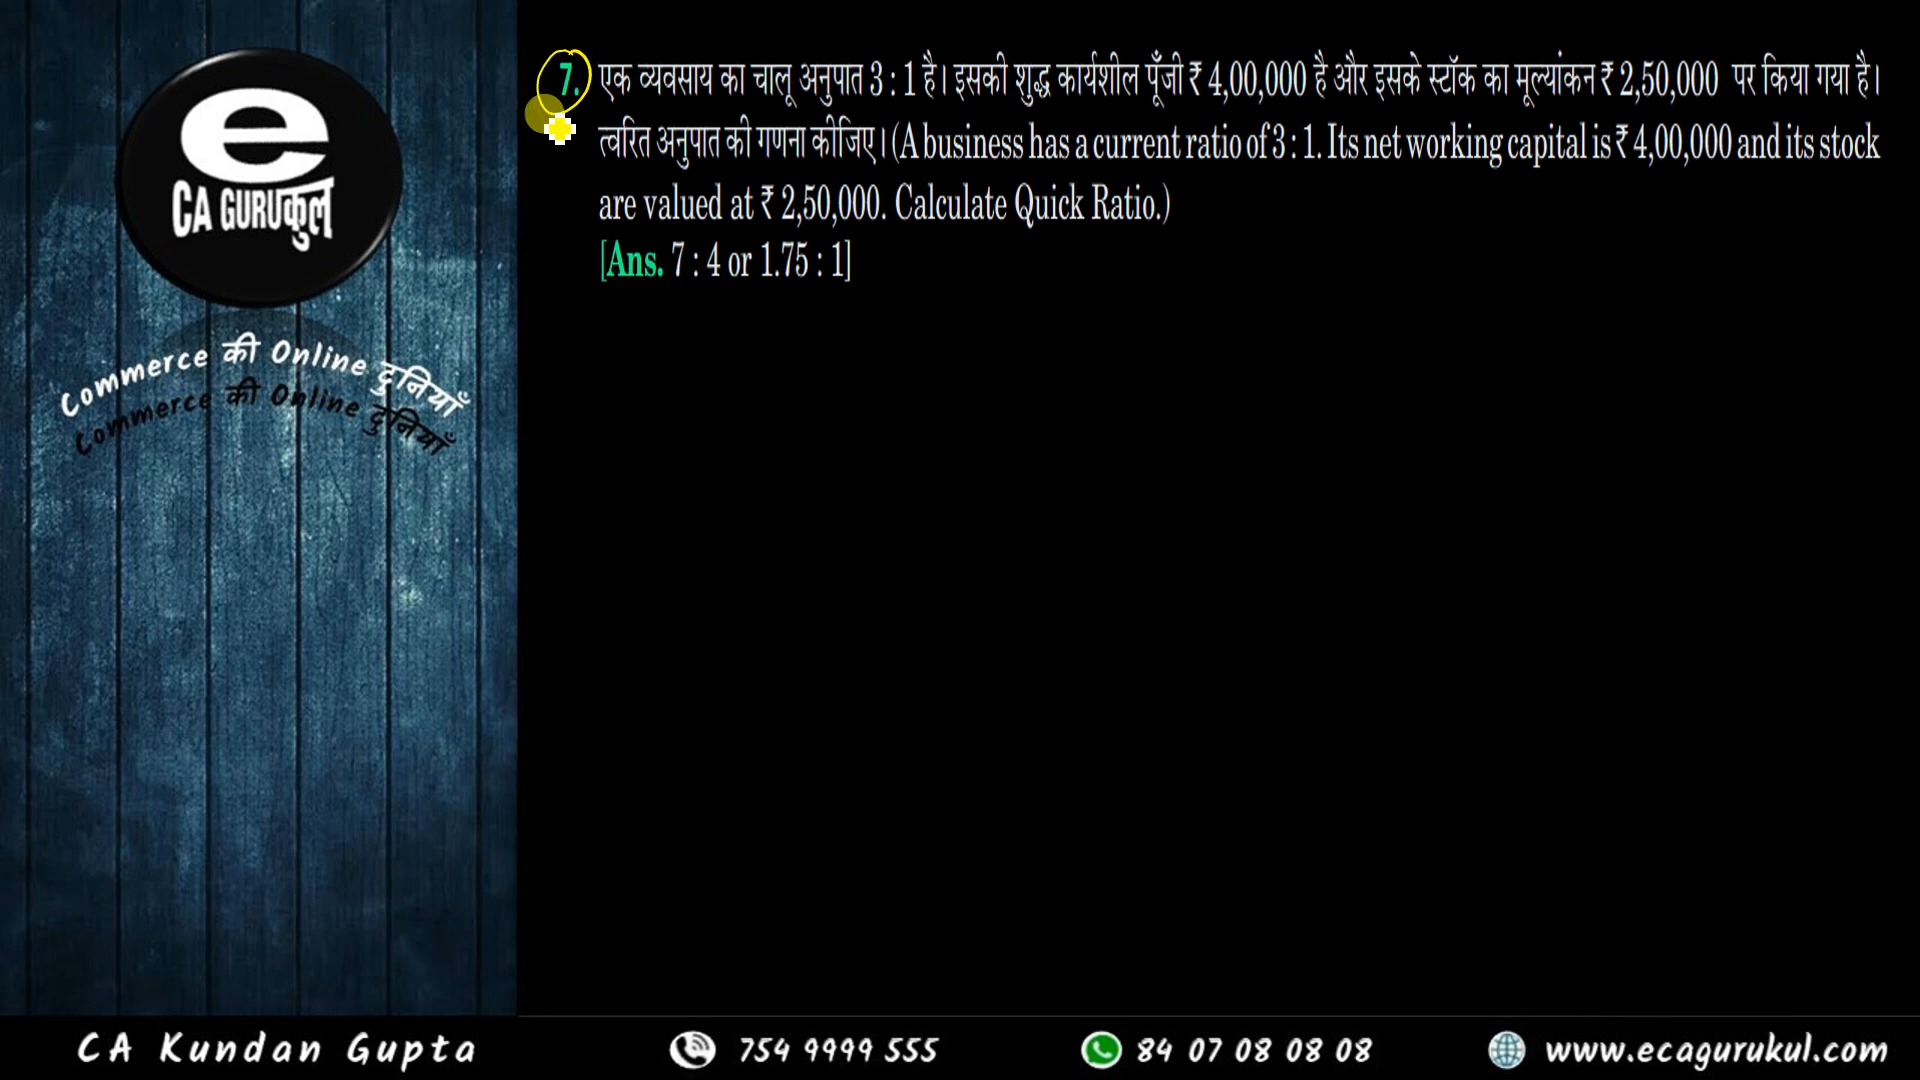 e
CA GURUकुल
Commerce की Online दुनियाँ
Commerce की Online दुनियाँ
7. एक व्यवसाय का चालू अनुपात 3 : 1 है। इसकी शुद्ध कार्यशील पूँजी ₹ 4,00,000 है और इसके स्टॉक का मूल्यांकन ₹ 2,50,000 पर किया गया है।
त्वरित अनुपात की गणना कीजिए। (A business has a current ratio of 3 : 1. Its net working capital is ₹ 4,00,000 and its stock
are valued at ₹ 2,50,000. Calculate Quick Ratio.)
[Ans. 7 : 4 or 1.75 : 1]
CA Kundan Gupta 754 9999 555 84 07 08 08 08 www.ecagurukul.com